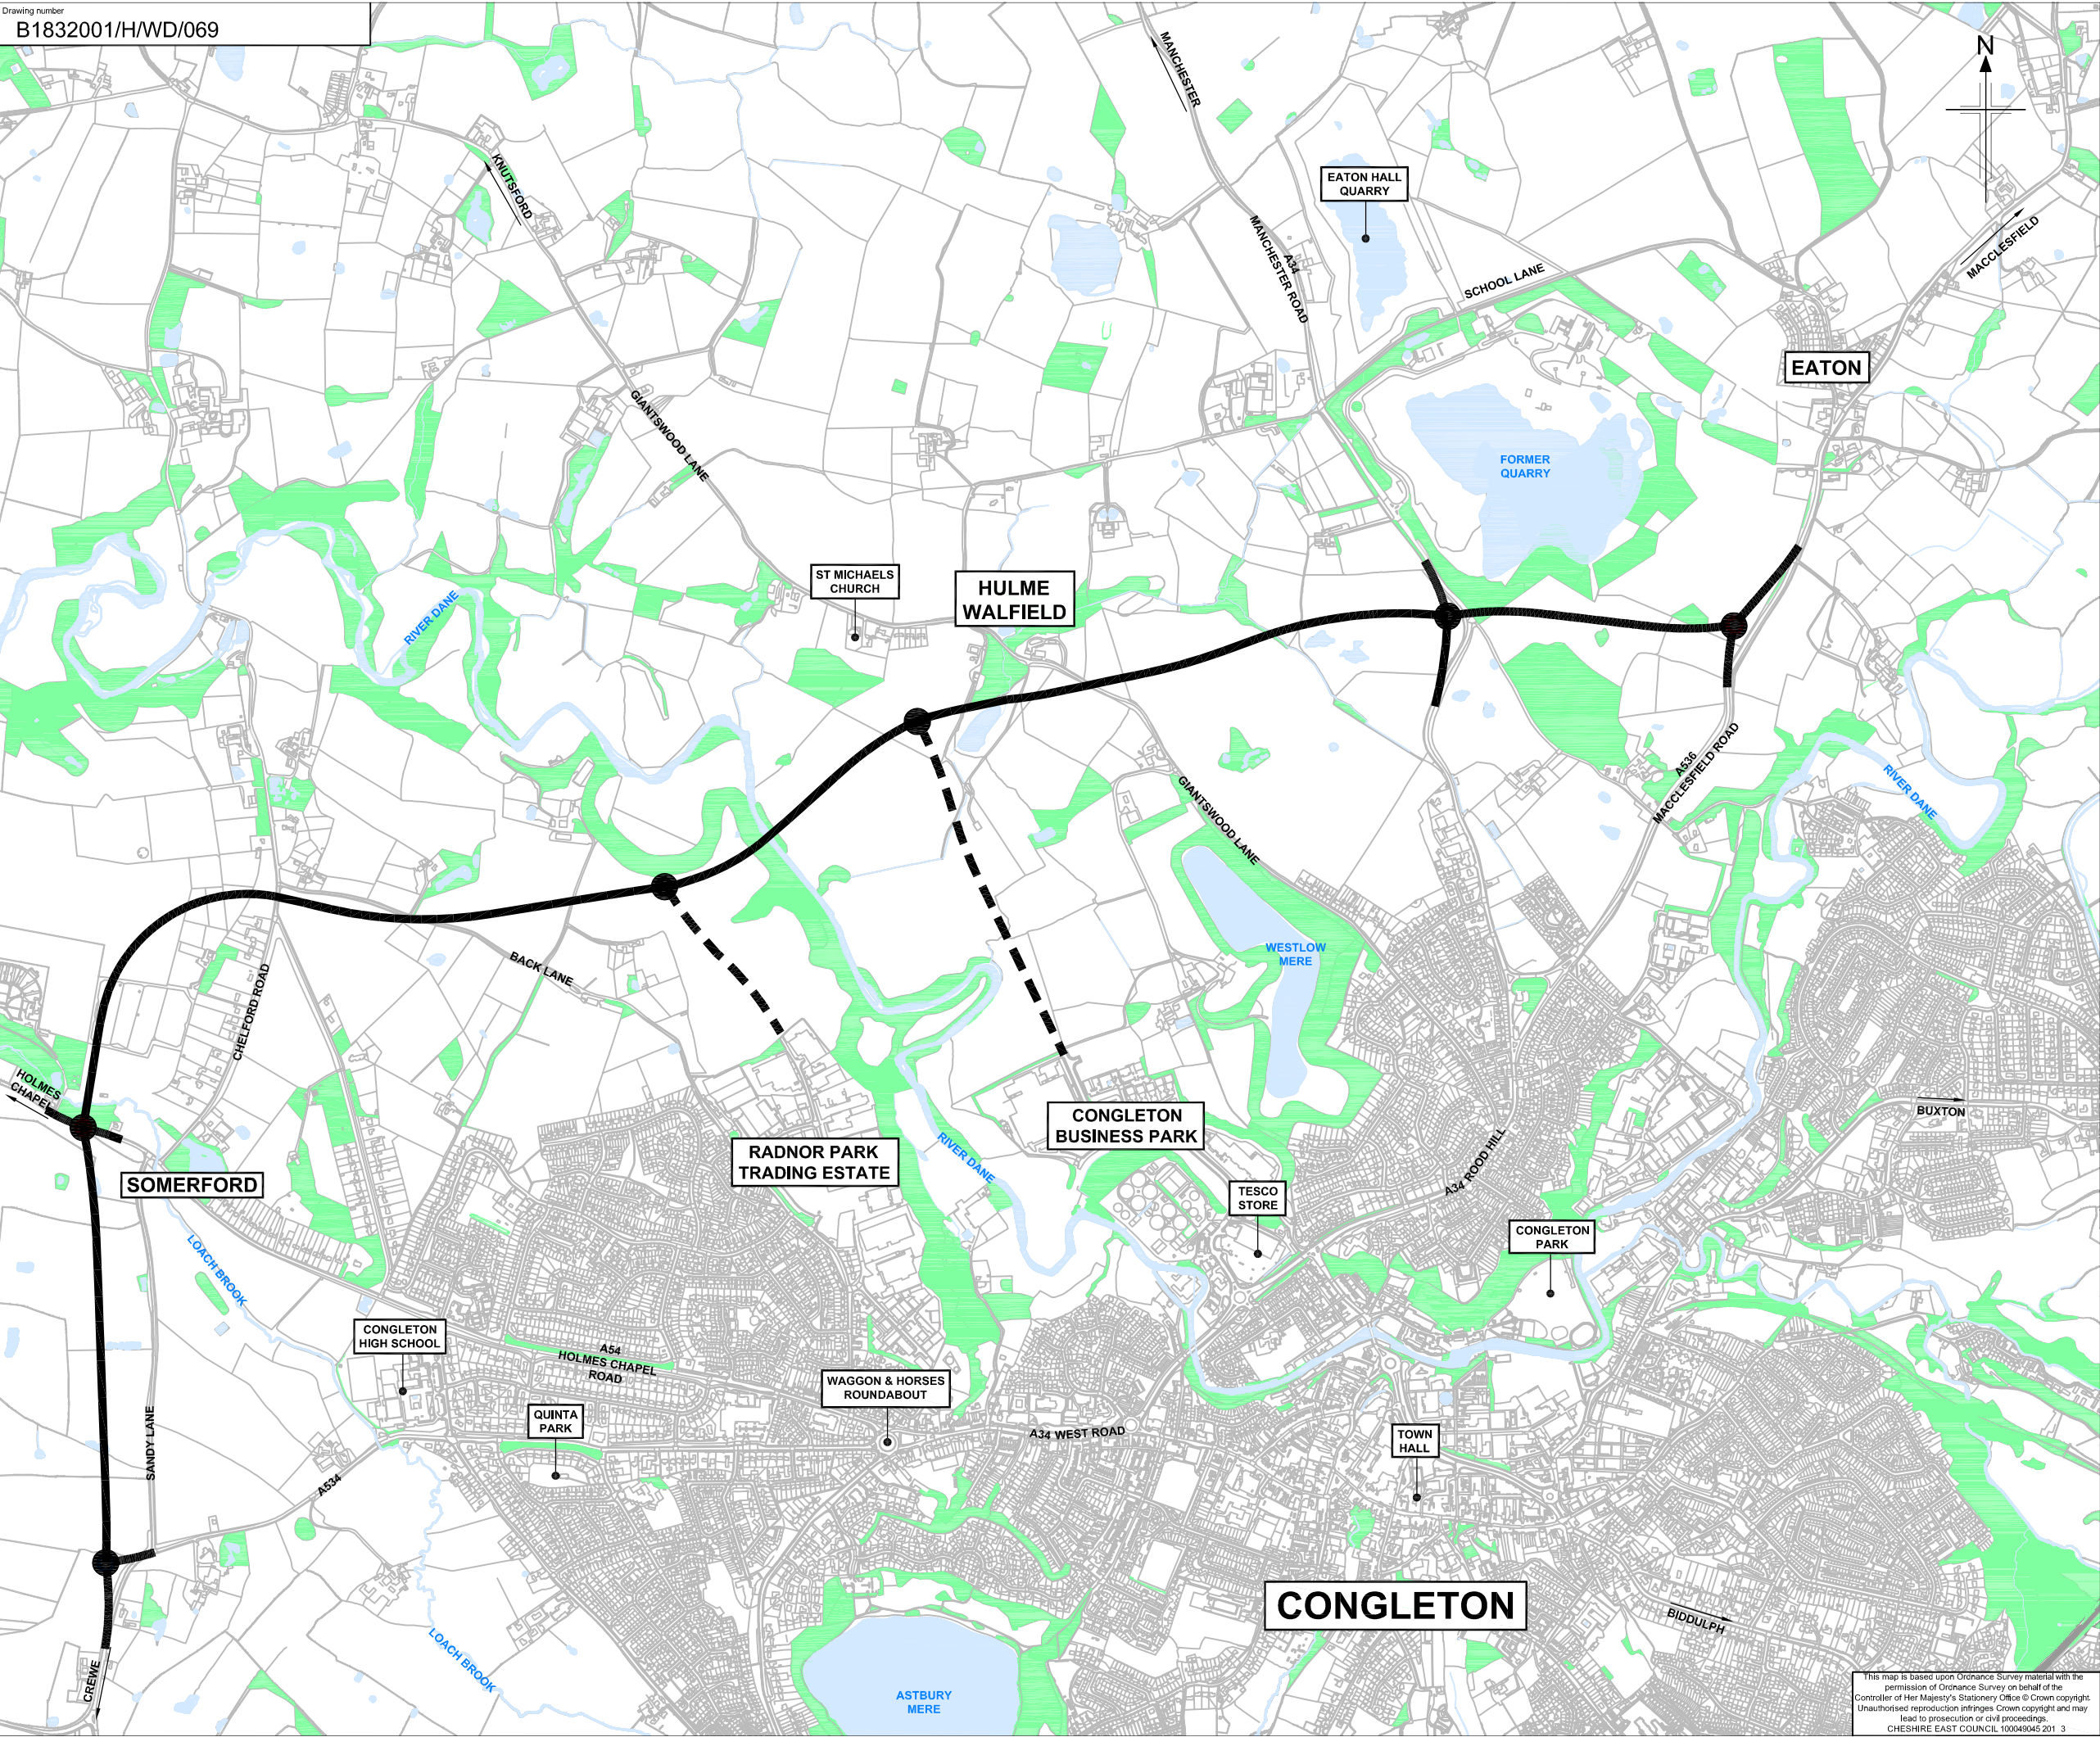 Drawing number
B1832001/H/WD/069
N
MANCHESTER
KNUTSFORD
EATON HALL
QUARRY
A34
MANCHESTER ROAD
SCHOOL LANE
MACCLESFIELD
EATON
GIANTSWOOD LANE
FORMER
QUARRY
ST MICHAELS
CHURCH
HULME
WALFIELD
RIVER DANE
A536
MACCLESFIELD ROAD
RIVER DANE
GIANTSWOOD LANE
WESTLOW
MERE
BACK LANE
CHELFORD ROAD
HOLMES
CHAPEL
SOMERFORD
RADNOR PARK
TRADING ESTATE
CONGLETON
BUSINESS PARK
RIVER DANE
BUXTON
A34 ROOD HILL
TESCO
STORE
CONGLETON
PARK
LOACH BROOK
CONGLETON
HIGH SCHOOL
A54
HOLMES CHAPEL
ROAD
WAGGON & HORSES
ROUNDABOUT
QUINTA
PARK
A34 WEST ROAD
TOWN
HALL
SANDY LANE
A534
CONGLETON
BIDDULPH
LOACH BROOK
CREWE
ASTBURY
MERE
This map is based upon Ordnance Survey material with the
permission of Ordnance Survey on behalf of the
Controller of Her Majesty's Stationery Office © Crown copyright.
Unauthorised reproduction infringes Crown copyright and may
lead to prosecution or civil proceedings.
CHESHIRE EAST COUNCIL 100049045 201 3